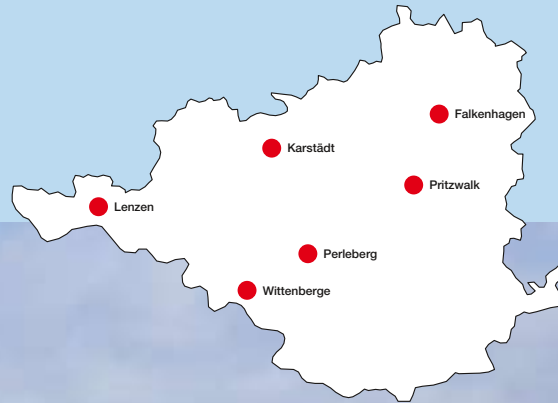 Falkenhagen
Karstädt
Pritzwalk
Lenzen
Perleberg
Wittenberge